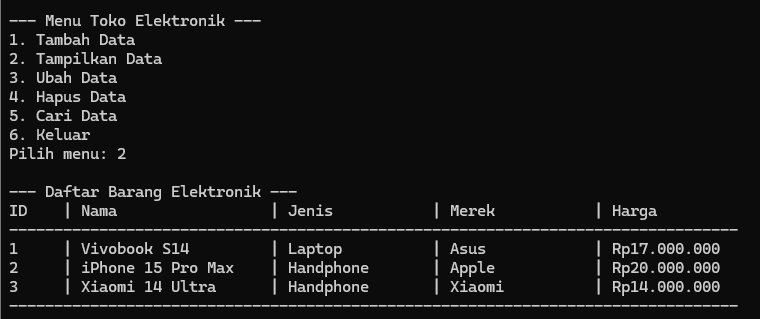 --- Menu Toko Elektronik ---
1. Tambah Data
2. Tampilkan Data
3. Ubah Data
4. Hapus Data
5. Cari Data
6. Keluar
Pilih menu: 2
--- Daftar Barang Elektronik ---
ID | Nama | Jenis | Merek | Harga
---------------------------------------------------------------------------------
1 | Vivobook S14 | Laptop | Asus | Rp17.000.000
2 | iPhone 15 Pro Max | Handphone | Apple | Rp20.000.000
3 | Xiaomi 14 Ultra | Handphone | Xiaomi | Rp14.000.000
---------------------------------------------------------------------------------